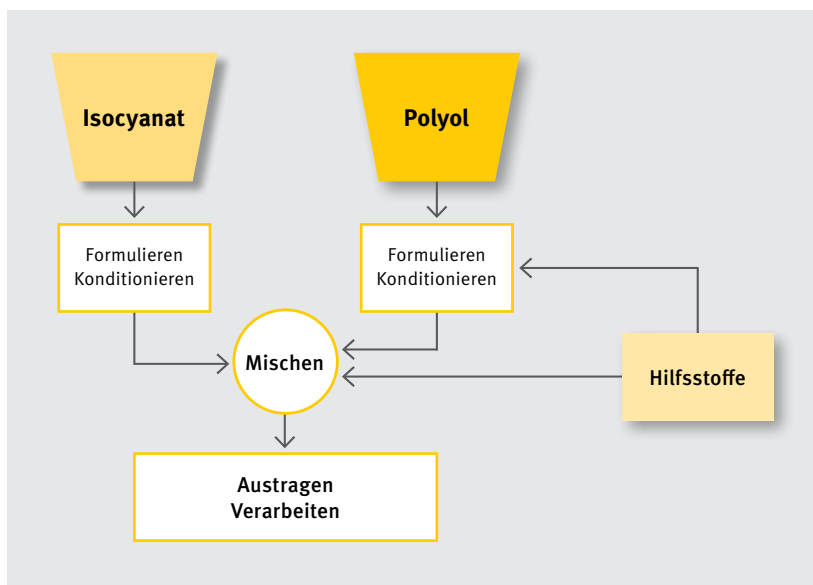 Isocyanat
Polyol
Formulieren
Konditionieren
Formulieren
Konditionieren
Mischen
Hilfsstoffe
Austragen
Verarbeiten